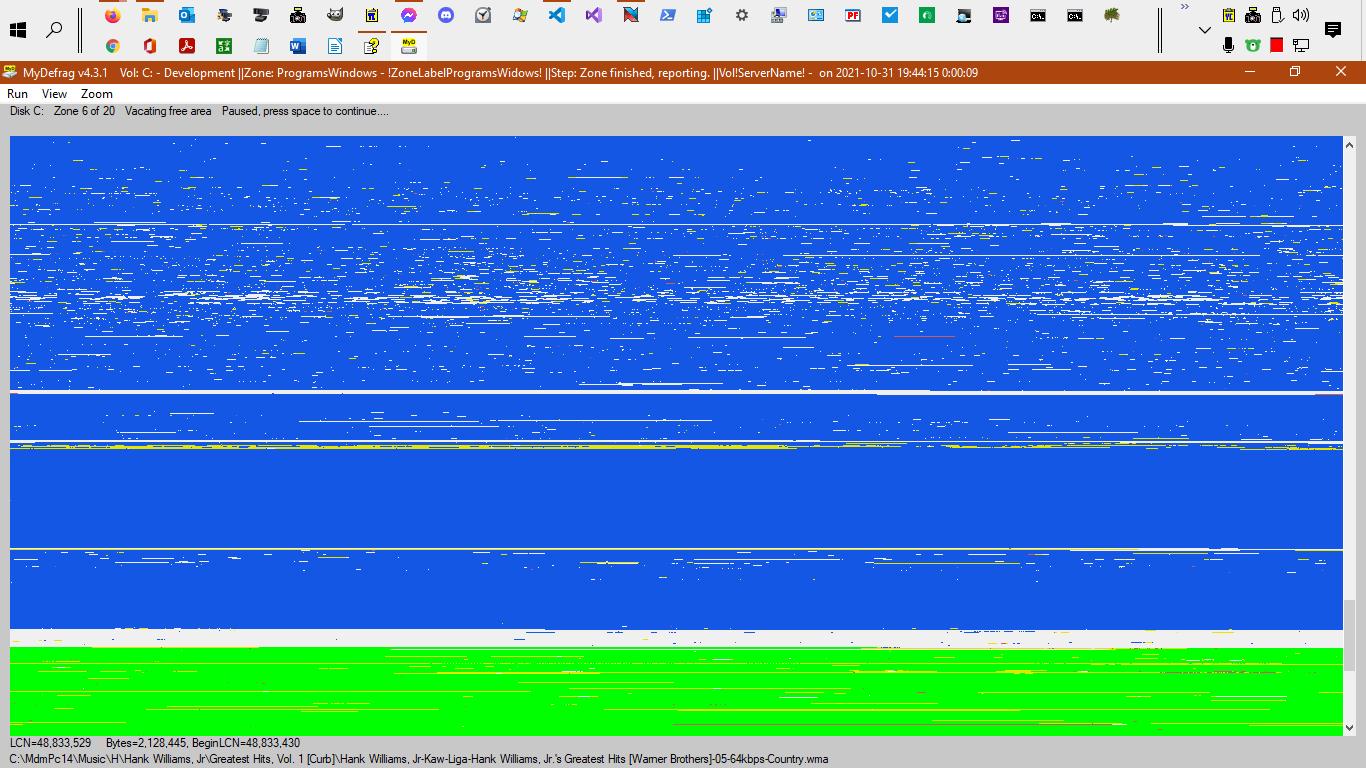 MyDefrag v4.3.1 Vol: C: - Development ||Zone: ProgramsWindows - !ZoneLabelProgramsWidows! ||Step: Zone finished, reporting. ||Vol!ServerName! - on 2021-10-31 19:44:15 0:00:09
Run View Zoom
Disk C: Zone 6 of 20 Vacating free area Paused, press space to continue....
LCN=48,833,529 Bytes=2,128,445, BeginLCN=48,833,430
C:\MdmPc14\Music\H\Hank Williams, Jr\Greatest Hits, Vol. 1 [Curb]\Hank Williams, Jr-Kaw-Liga-Hank Williams, Jr.'s Greatest Hits [Warner Brothers]-05-64kbps-Country.wma